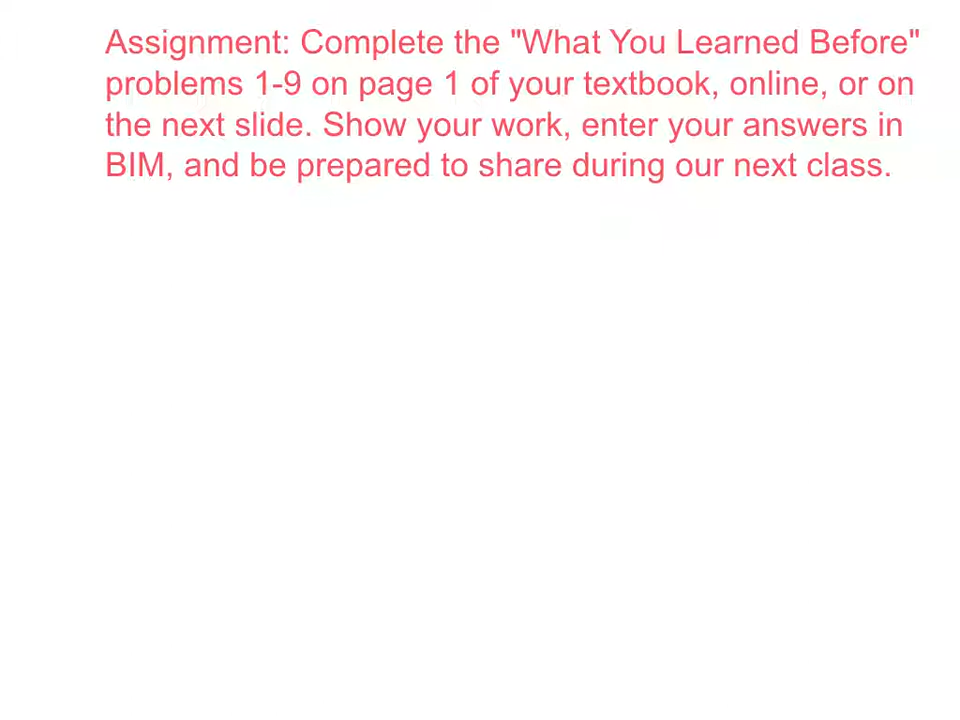 Assignment: Complete the "What You Learned Before"
problems 1-9 on page 1 of your textbook, online, or on
the next slide. Show your work, enter your answers in
BIM, and be prepared to share during our next class.